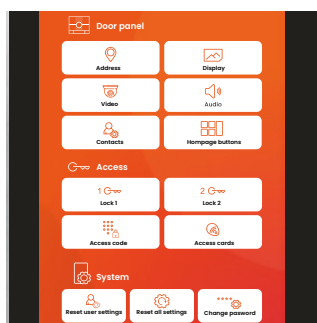 Door panel
Address
Display
Video
Audio
Contacts
Hompage buttons
Access
1
2
Lock 1
Lock 2
Access code
Access cards
System
Reset user settings
Reset all settings
Change pasword